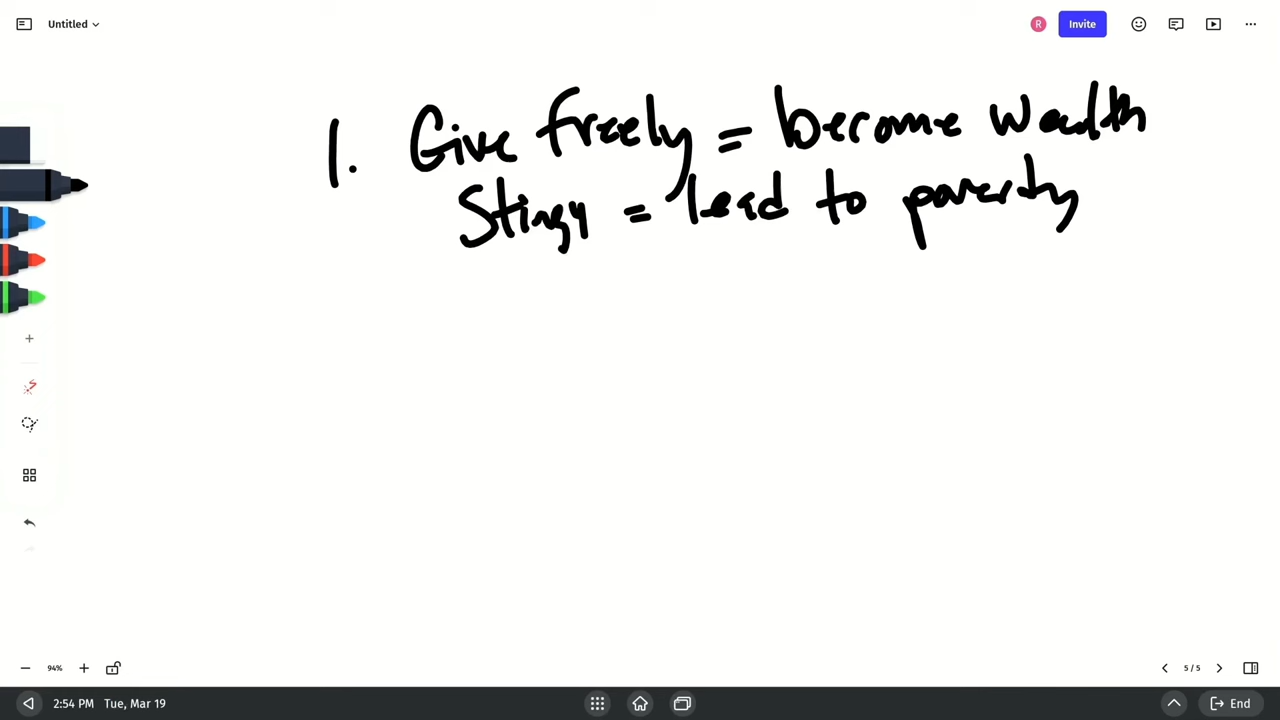 Untitled
R
Invite
1. Give freely = become wealth
Stingy = lead to poverty
94%
5 / 5
2:54 PM Tue, Mar 19
End